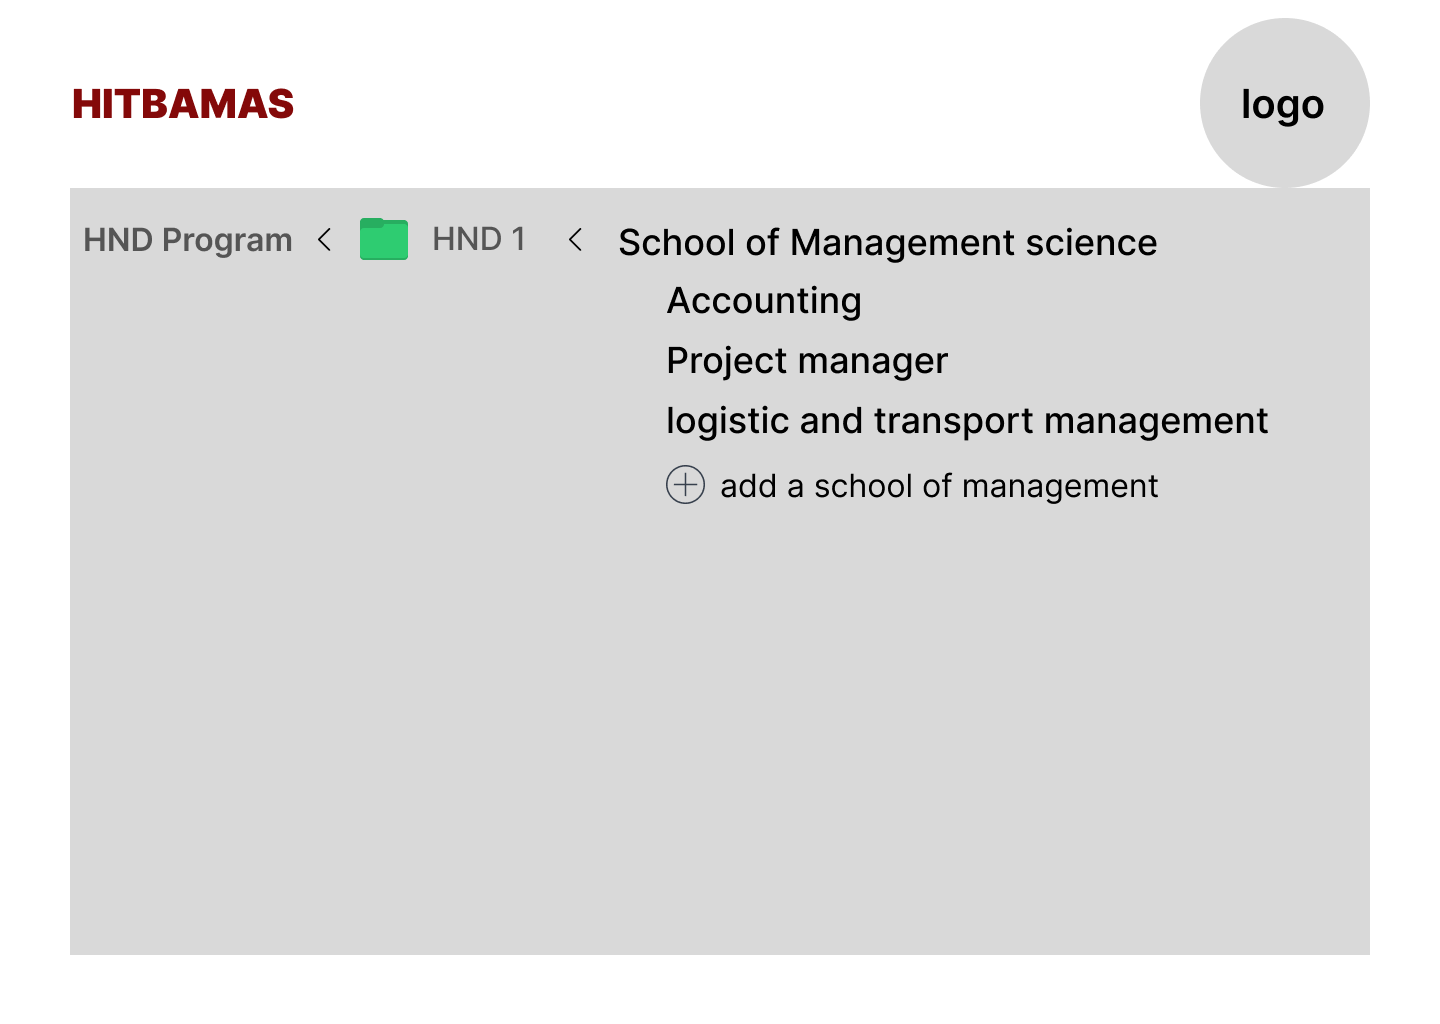 HITBAMAS
logo
HND Program < HND 1 < School of Management science
Accounting
Project manager
logistic and transport management
add a school of management